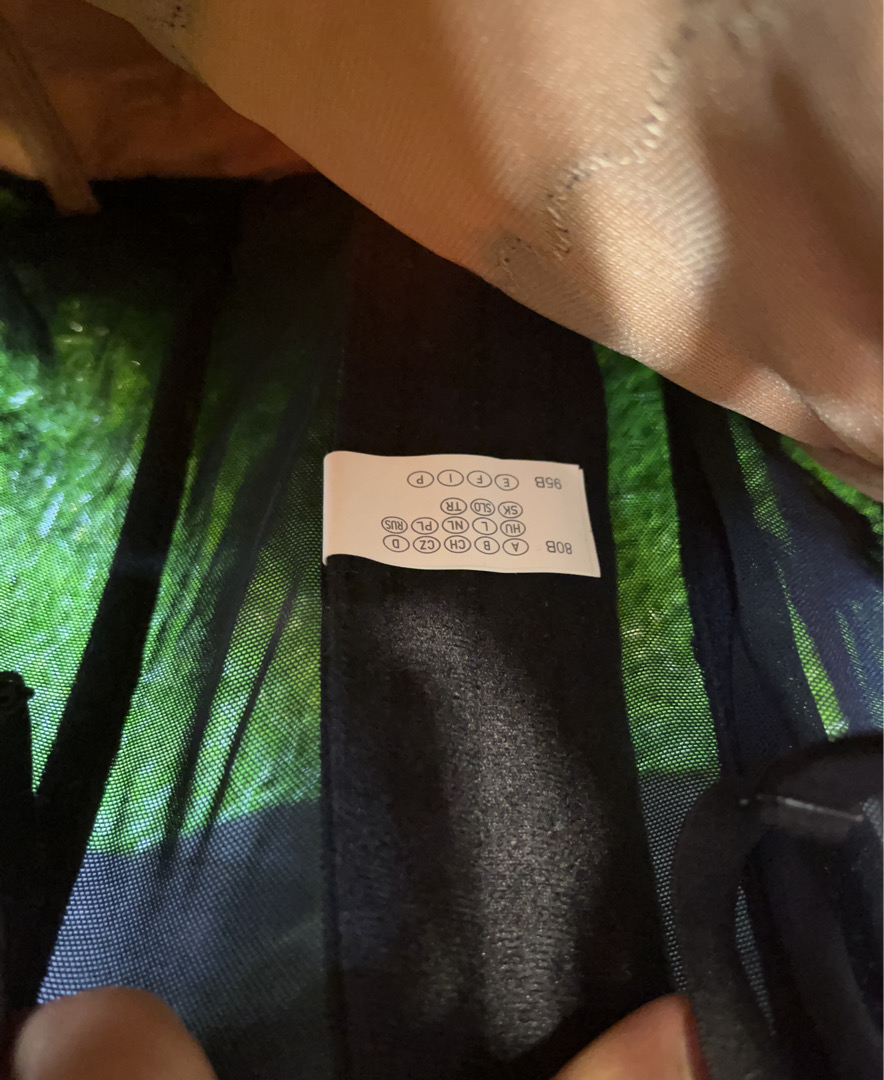 80B Ⓐ Ⓑ ⒸⒽ ⒸⓏ Ⓓ
HU L NL PL RUS
SK SLO TR
95B E F I P